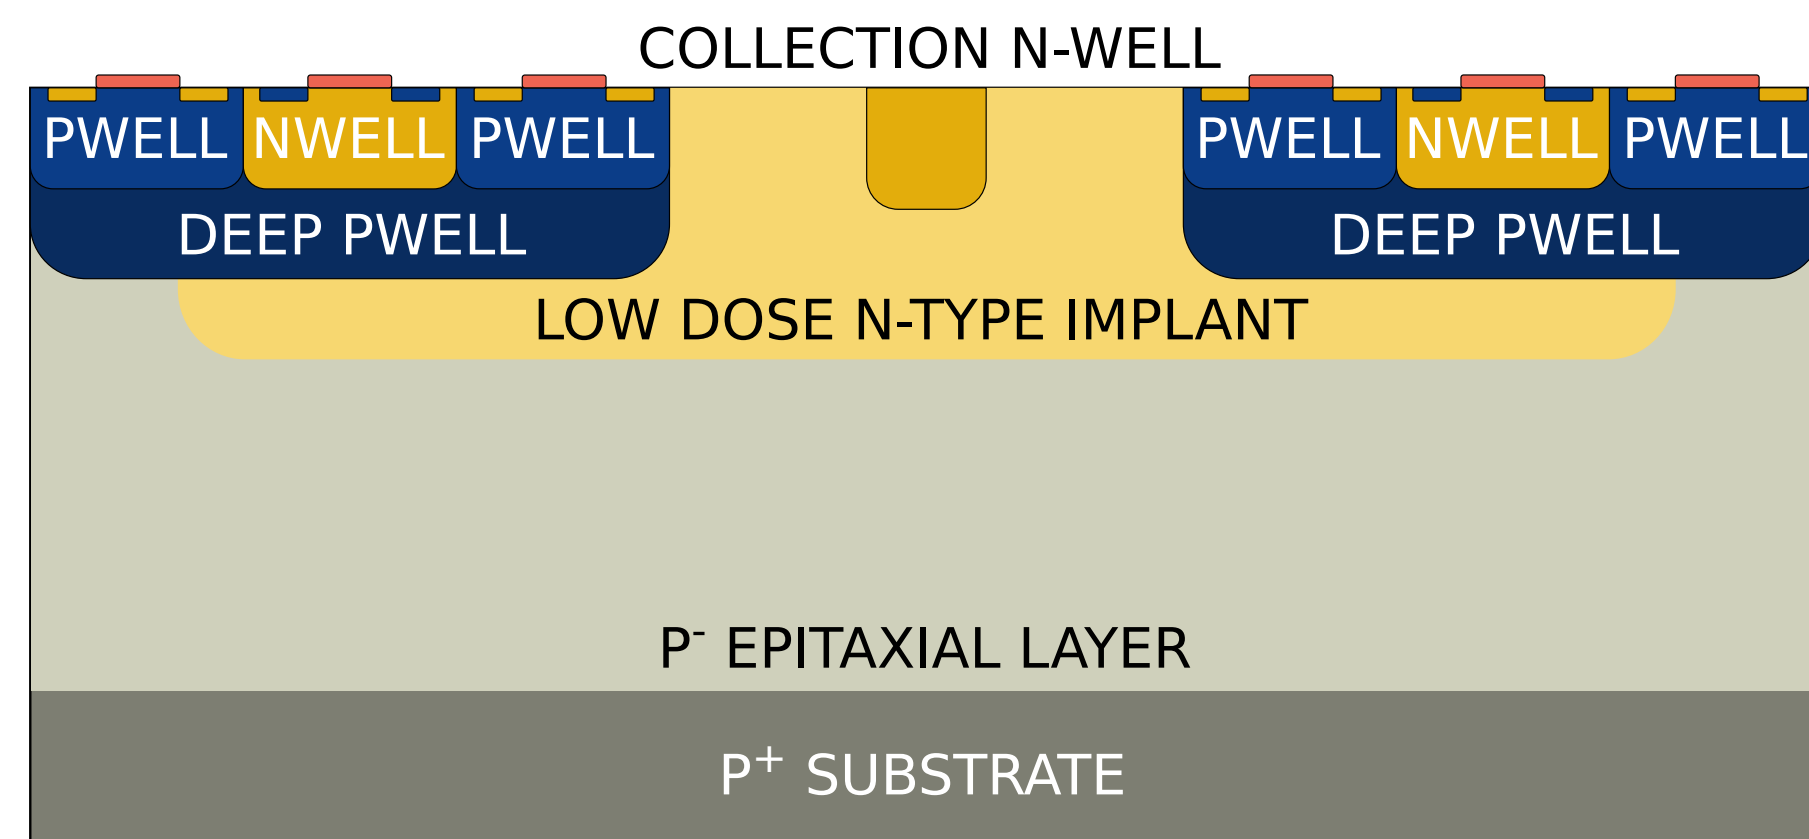 COLLECTION N-WELL
PWELL NWELL PWELL PWELL NWELL PWELL
DEEP PWELL DEEP PWELL
LOW DOSE N-TYPE IMPLANT
P⁻ EPITAXIAL LAYER
P⁺ SUBSTRATE